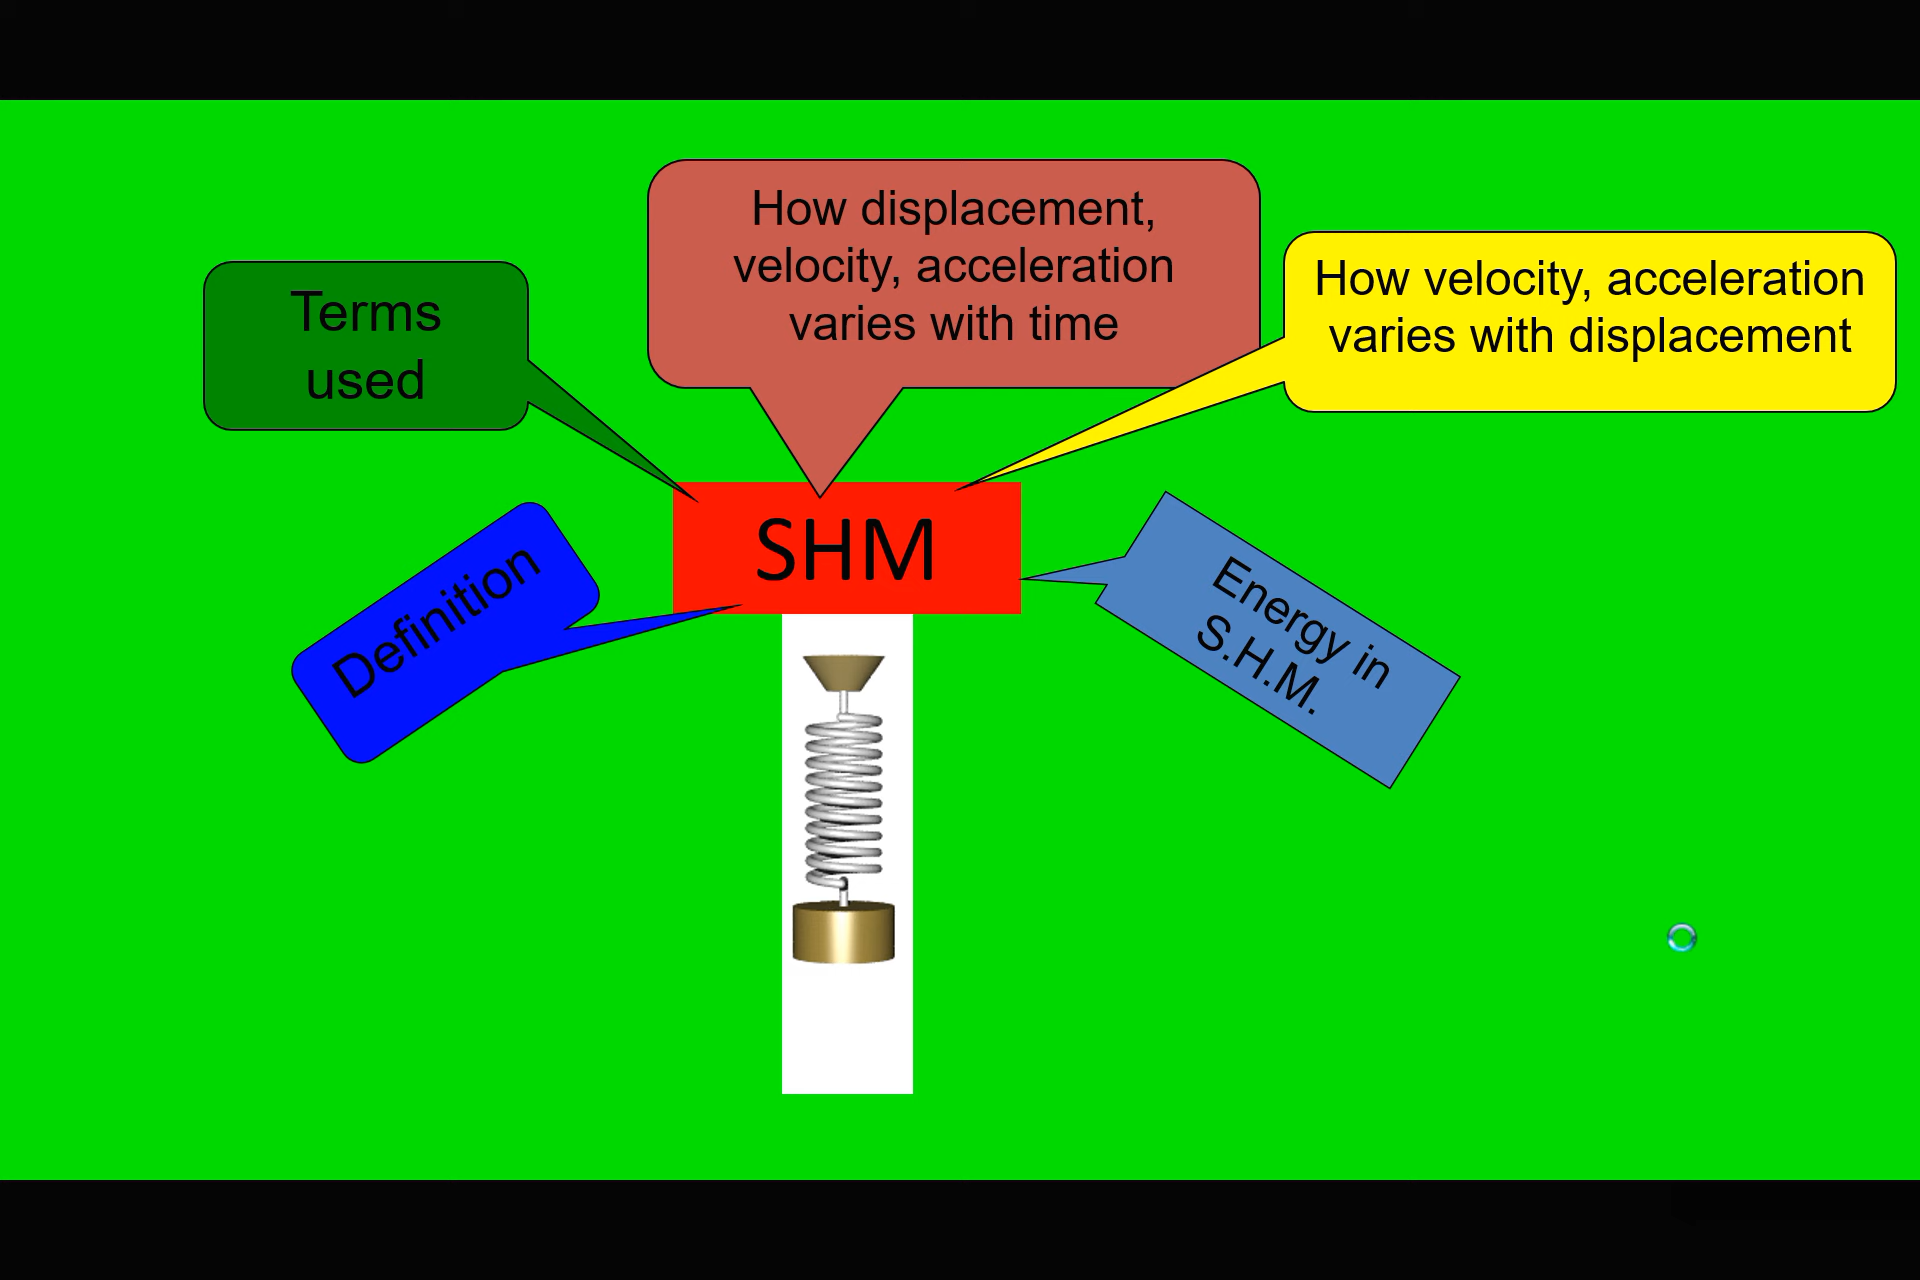 How displacement,
velocity, acceleration
varies with time
Terms
used
How velocity, acceleration
varies with displacement
SHM
Definition
Energy in
S.H.M.